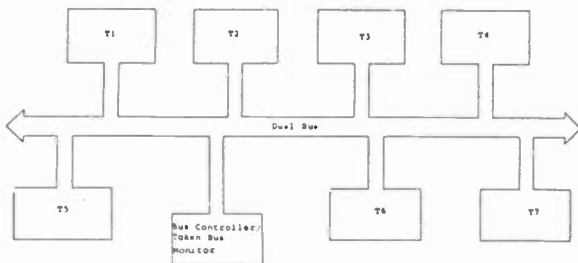 T1
T2
T3
T4
Dual Bus
T5
T6
T7
Bus Controller/
Token Bus
Monitor